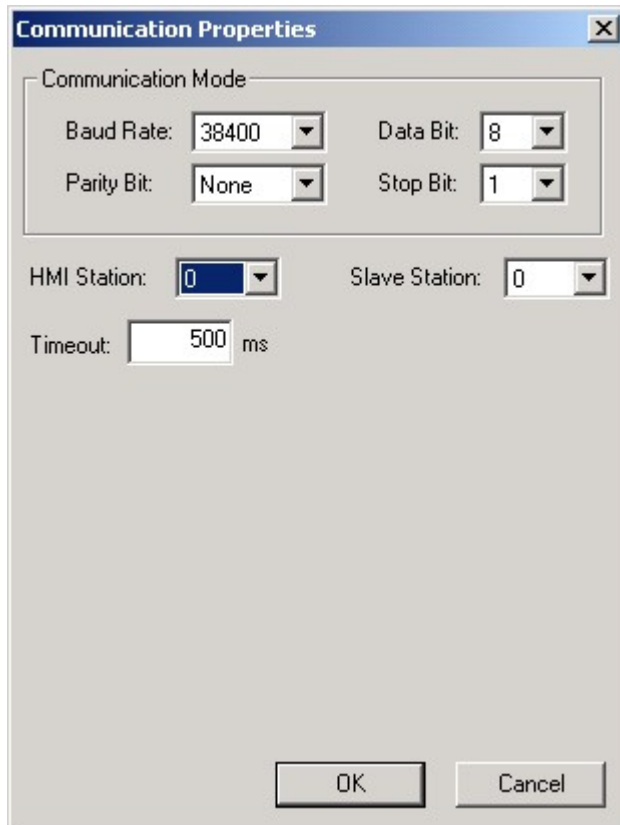 Communication Properties
Communication Mode
Baud Rate: 38400 Data Bit: 8
Parity Bit: None Stop Bit: 1
HMI Station: 0 Slave Station: 0
Timeout: 500 ms
OK Cancel